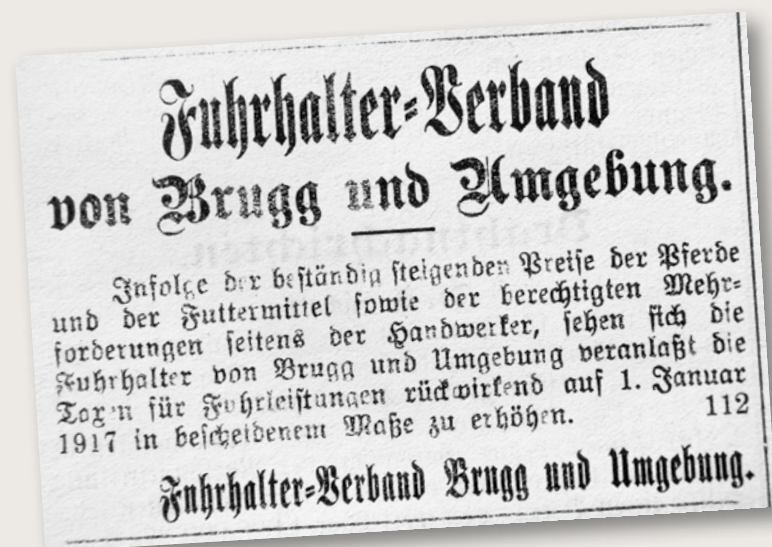 Fuhrhalter-Verband
von Brugg und Umgebung.
Infolge der beständig steigenden Preise der Pferde
und der Futtermittel sowie der berechtigten Mehr-
forderungen seitens der Handwerker, sehen sich die
Fuhrhalter von Brugg und Umgebung veranlaßt die
Taxen für Fuhrleistungen rückwirkend auf 1. Januar
1917 in bescheidenem Maße zu erhöhen. 112
Fuhrhalter-Verband Brugg und Umgebung.